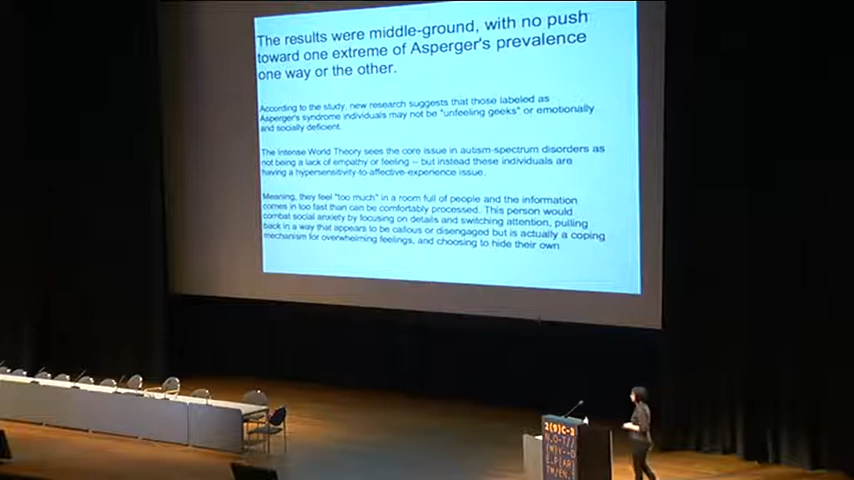 The results were middle-ground, with no push
toward one extreme of Asperger's prevalence
one way or the other.
According to the study, new research suggests that those labeled as
Asperger's syndrome individuals may not be "unfeeling geeks" or emotionally
and socially deficient.
The Intense World Theory sees the core issue in autism-spectrum disorders as
not being a lack of empathy or feeling – but instead these individuals are
having a hypersensitivity-to-affective-experience issue.
Meaning, they feel "too much" in a room full of people and the information
comes in too fast than can be comfortably processed. This person would
combat social anxiety by focusing on details and switching attention, pulling
back in a way that appears to be callous or disengaged but is actually a coping
mechanism for overwhelming feelings, and choosing to hide their own
2(9)C-3